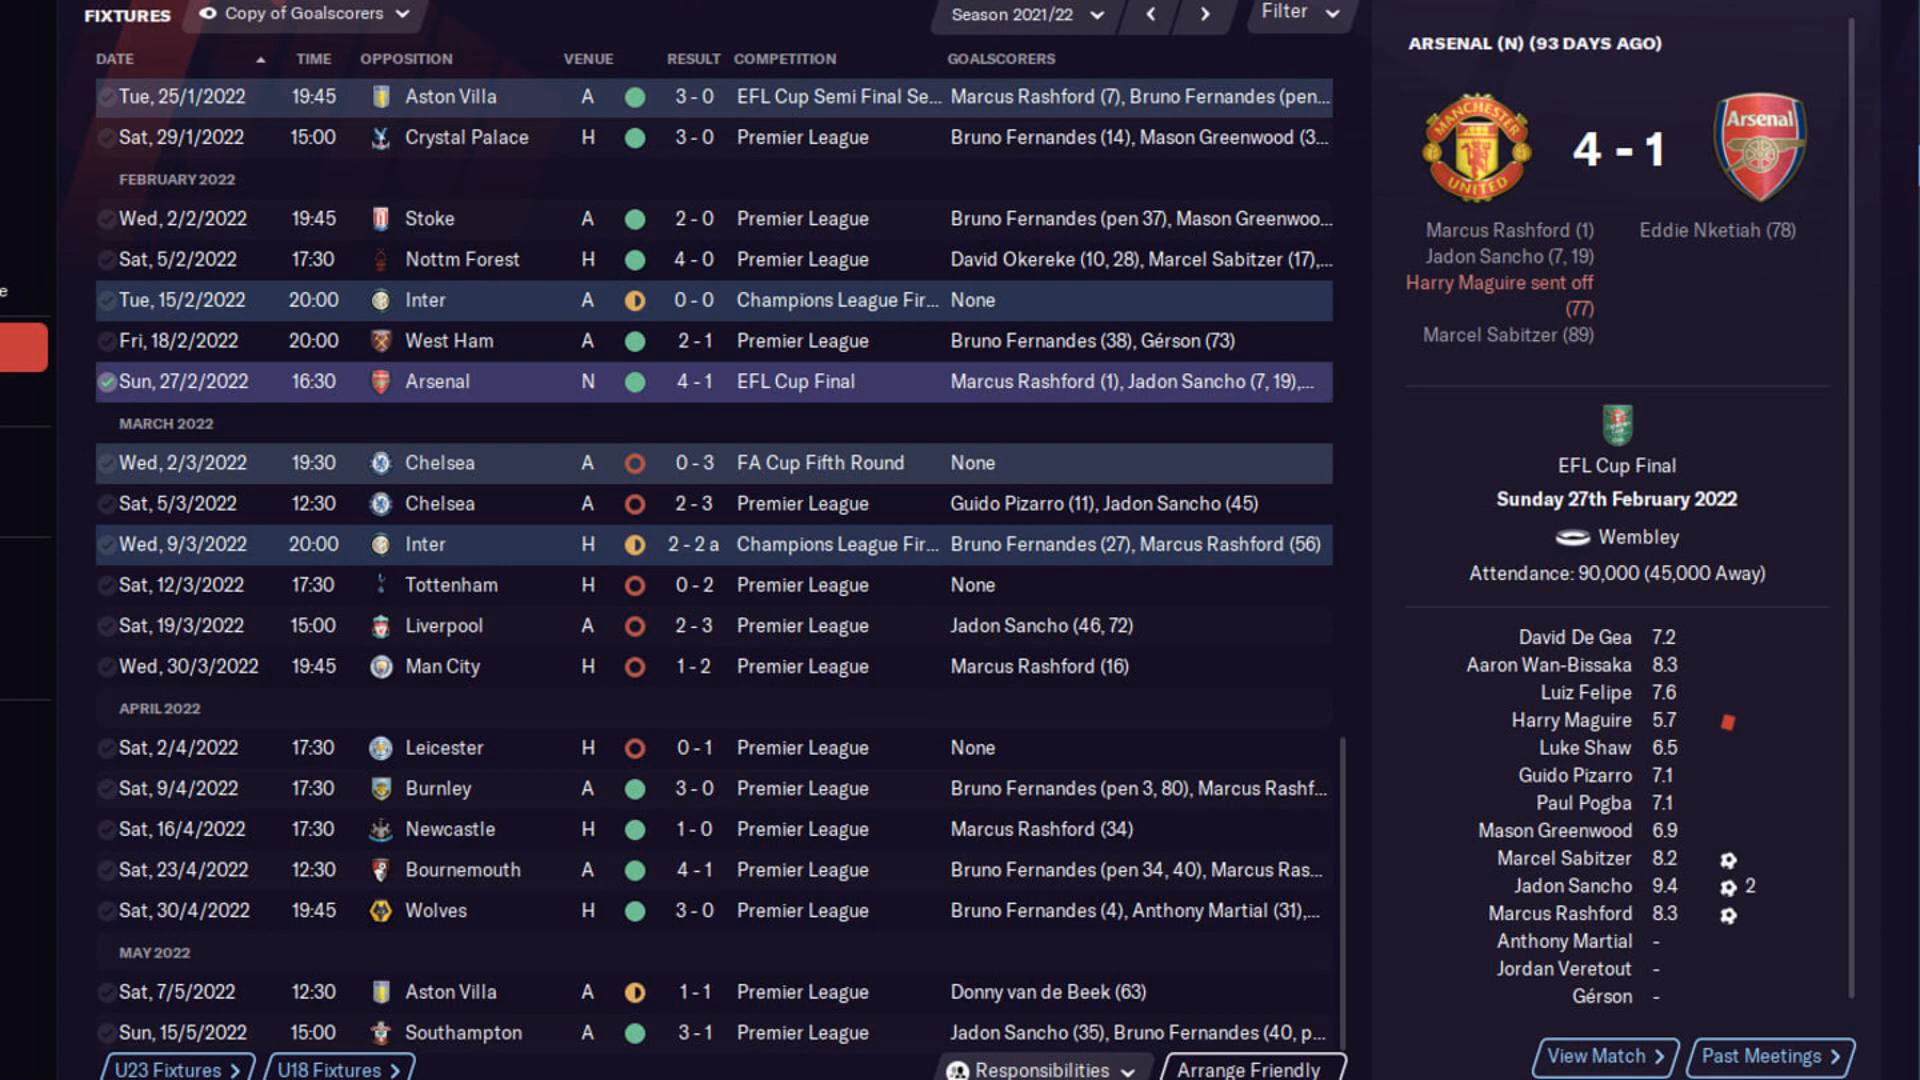 FIXTURES
Copy of Goalscorers
Season 2021/22
Filter
DATE TIME OPPOSITION VENUE RESULT COMPETITION GOALSCORERS
Tue, 25/1/2022 19:45 Aston Villa A 3 - 0 EFL Cup Semi Final Se... Marcus Rashford (7), Bruno Fernandes (pen...
Sat, 29/1/2022 15:00 Crystal Palace H 3 - 0 Premier League Bruno Fernandes (14), Mason Greenwood (3...
FEBRUARY 2022
Wed, 2/2/2022 19:45 Stoke A 2 - 0 Premier League Bruno Fernandes (pen 37), Mason Greenwoo...
Sat, 5/2/2022 17:30 Nottm Forest H 4 - 0 Premier League David Okereke (10, 28), Marcel Sabitzer (17),...
Tue, 15/2/2022 20:00 Inter A 0 - 0 Champions League Fir... None
Fri, 18/2/2022 20:00 West Ham A 2 - 1 Premier League Bruno Fernandes (38), Gérson (73)
Sun, 27/2/2022 16:30 Arsenal N 4 - 1 EFL Cup Final Marcus Rashford (1), Jadon Sancho (7, 19),...
MARCH 2022
Wed, 2/3/2022 19:30 Chelsea A 0 - 3 FA Cup Fifth Round None
Sat, 5/3/2022 12:30 Chelsea A 2 - 3 Premier League Guido Pizarro (11), Jadon Sancho (45)
Wed, 9/3/2022 20:00 Inter H 2 - 2 a Champions League Fir... Bruno Fernandes (27), Marcus Rashford (56)
Sat, 12/3/2022 17:30 Tottenham H 0 - 2 Premier League None
Sat, 19/3/2022 15:00 Liverpool A 2 - 3 Premier League Jadon Sancho (46, 72)
Wed, 30/3/2022 19:45 Man City H 1 - 2 Premier League Marcus Rashford (16)
APRIL 2022
Sat, 2/4/2022 17:30 Leicester H 0 - 1 Premier League None
Sat, 9/4/2022 17:30 Burnley A 3 - 0 Premier League Bruno Fernandes (pen 3, 80), Marcus Rashf...
Sat, 16/4/2022 17:30 Newcastle H 1 - 0 Premier League Marcus Rashford (34)
Sat, 23/4/2022 12:30 Bournemouth A 4 - 1 Premier League Bruno Fernandes (pen 34, 40), Marcus Ras...
Sat, 30/4/2022 19:45 Wolves H 3 - 0 Premier League Bruno Fernandes (4), Anthony Martial (31),...
MAY 2022
Sat, 7/5/2022 12:30 Aston Villa A 1 - 1 Premier League Donny van de Beek (63)
Sun, 15/5/2022 15:00 Southampton A 3 - 1 Premier League Jadon Sancho (35), Bruno Fernandes (40, p...
U23 Fixtures
U18 Fixtures
Responsibilities
Arrange Friendly
e
ARSENAL (N) (93 DAYS AGO)
MANCHESTER
UNITED
4 - 1
Arsenal
Marcus Rashford (1)
Jadon Sancho (7, 19)
Harry Maguire sent off
(77)
Marcel Sabitzer (89)
Eddie Nketiah (78)
EFL Cup Final
Sunday 27th February 2022
Wembley
Attendance: 90,000 (45,000 Away)
David De Gea 7.2
Aaron Wan-Bissaka 8.3
Luiz Felipe 7.6
Harry Maguire 5.7
Luke Shaw 6.5
Guido Pizarro 7.1
Paul Pogba 7.1
Mason Greenwood 6.9
Marcel Sabitzer 8.2
Jadon Sancho 9.4 2
Marcus Rashford 8.3
Anthony Martial -
Jordan Veretout -
Gérson -
View Match
Past Meetings